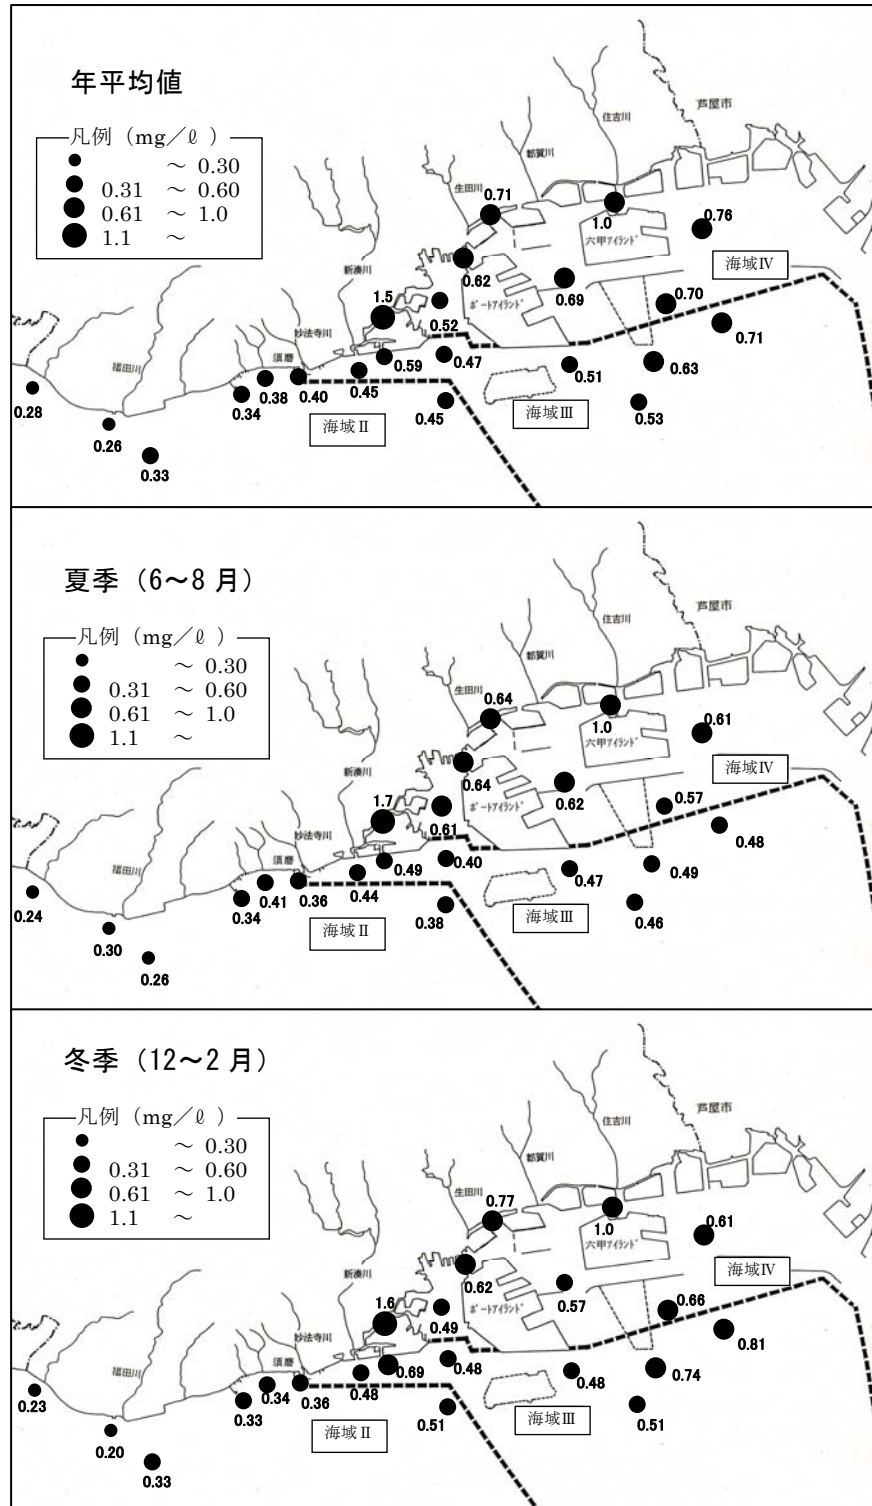 年平均値
凡例 (mg/ℓ )
～ 0.30
0.31 ～ 0.60
0.61 ～ 1.0
1.1 ～
芦屋市
住吉川
都賀川
生田川
0.71
1.0
六甲アイランド
0.76
海域Ⅳ
新湊川
0.62
0.69
0.70
1.5
0.52
ポートアイランド
0.71
妙法寺川
須磨
福田川
0.59
0.47
0.51
0.63
0.28
0.34
0.38
0.40
0.45
0.45
0.53
海域Ⅱ
海域Ⅲ
0.26
0.33
夏季 (6～8 月)
凡例 (mg/ℓ )
～ 0.30
0.31 ～ 0.60
0.61 ～ 1.0
1.1 ～
芦屋市
住吉川
都賀川
生田川
0.64
1.0
六甲アイランド
0.61
海域Ⅳ
新湊川
0.64
0.62
0.57
1.7
0.61
ポートアイランド
0.48
妙法寺川
須磨
福田川
0.49
0.40
0.47
0.49
0.24
0.34
0.41
0.36
0.44
0.38
0.46
海域Ⅱ
海域Ⅲ
0.30
0.26
冬季 (12～2 月)
凡例 (mg/ℓ )
～ 0.30
0.31 ～ 0.60
0.61 ～ 1.0
1.1 ～
芦屋市
住吉川
都賀川
生田川
0.77
1.0
六甲アイランド
0.61
海域Ⅳ
新湊川
0.62
0.57
0.66
1.6
0.49
ポートアイランド
0.81
妙法寺川
須磨
福田川
0.69
0.48
0.48
0.74
0.23
0.33
0.34
0.36
0.48
0.51
0.51
海域Ⅱ
海域Ⅲ
0.20
0.33